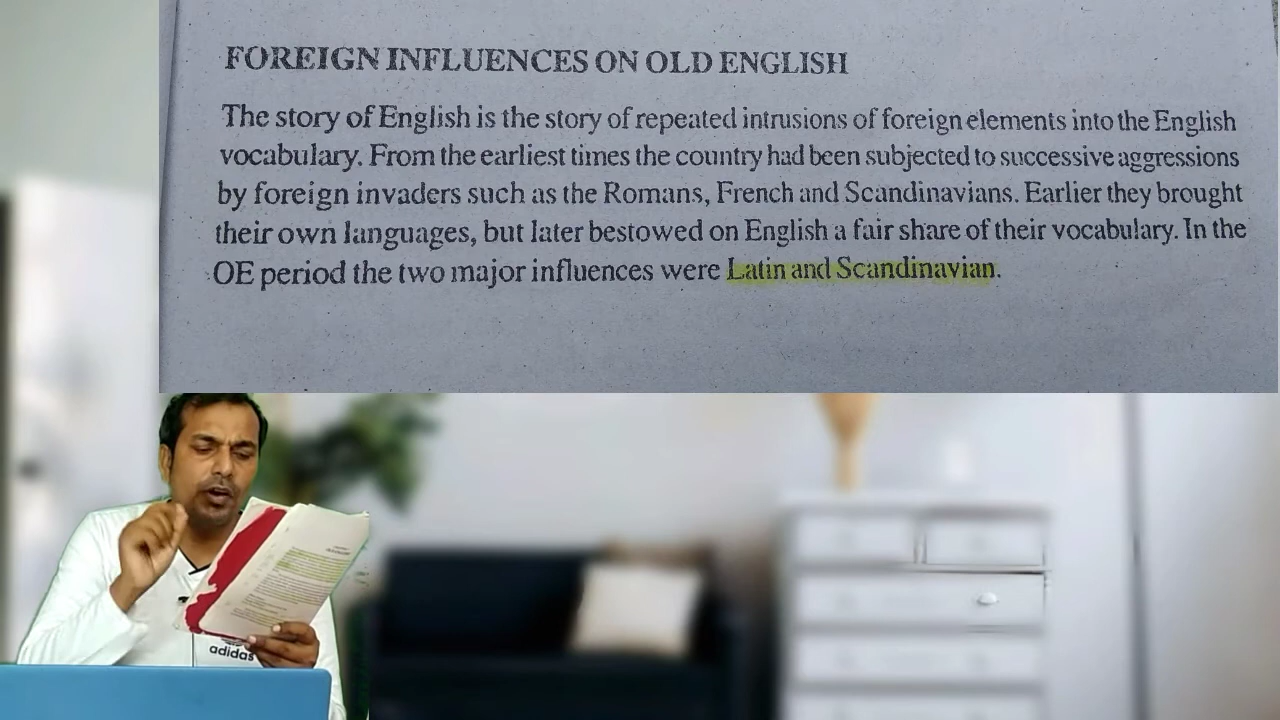 FOREIGN INFLUENCES ON OLD ENGLISH
The story of English is the story of repeated intrusions of foreign elements into the English
vocabulary. From the earliest times the country had been subjected to successive aggressions
by foreign invaders such as the Romans, French and Scandinavians. Earlier they brought
their own languages, but later bestowed on English a fair share of their vocabulary. In the
OE period the two major influences were Latin and Scandinavian.
adidas